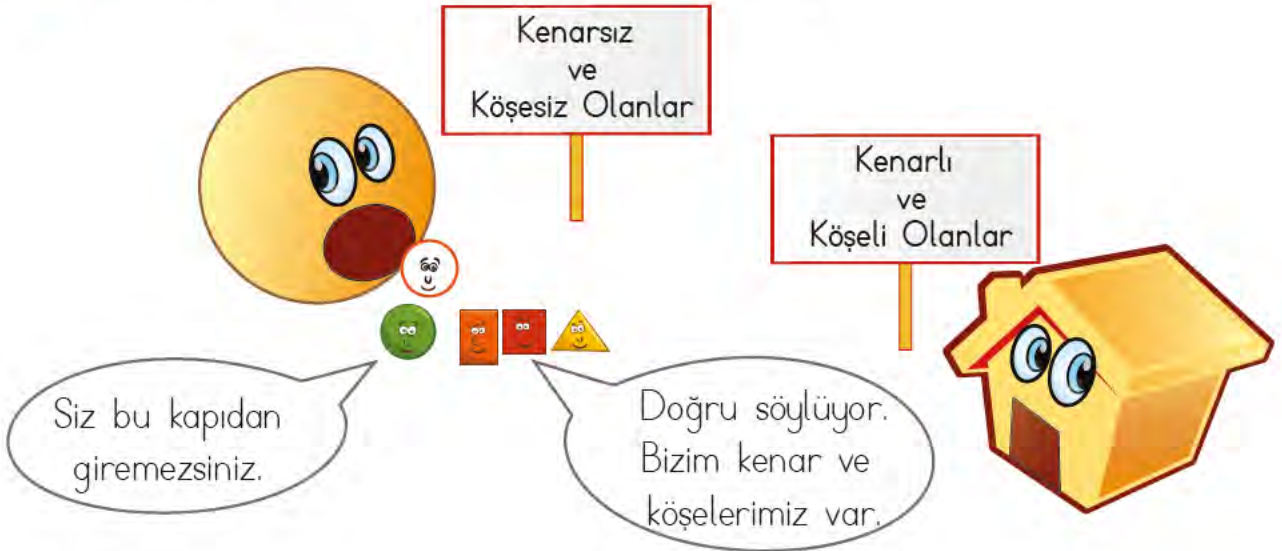 Kenarsız
ve
Köşesiz Olanlar
Kenarlı
ve
Köşeli Olanlar
Siz bu kapıdan
giremezsiniz.
Doğru söylüyor.
Bizim kenar ve
köşelerimiz var.